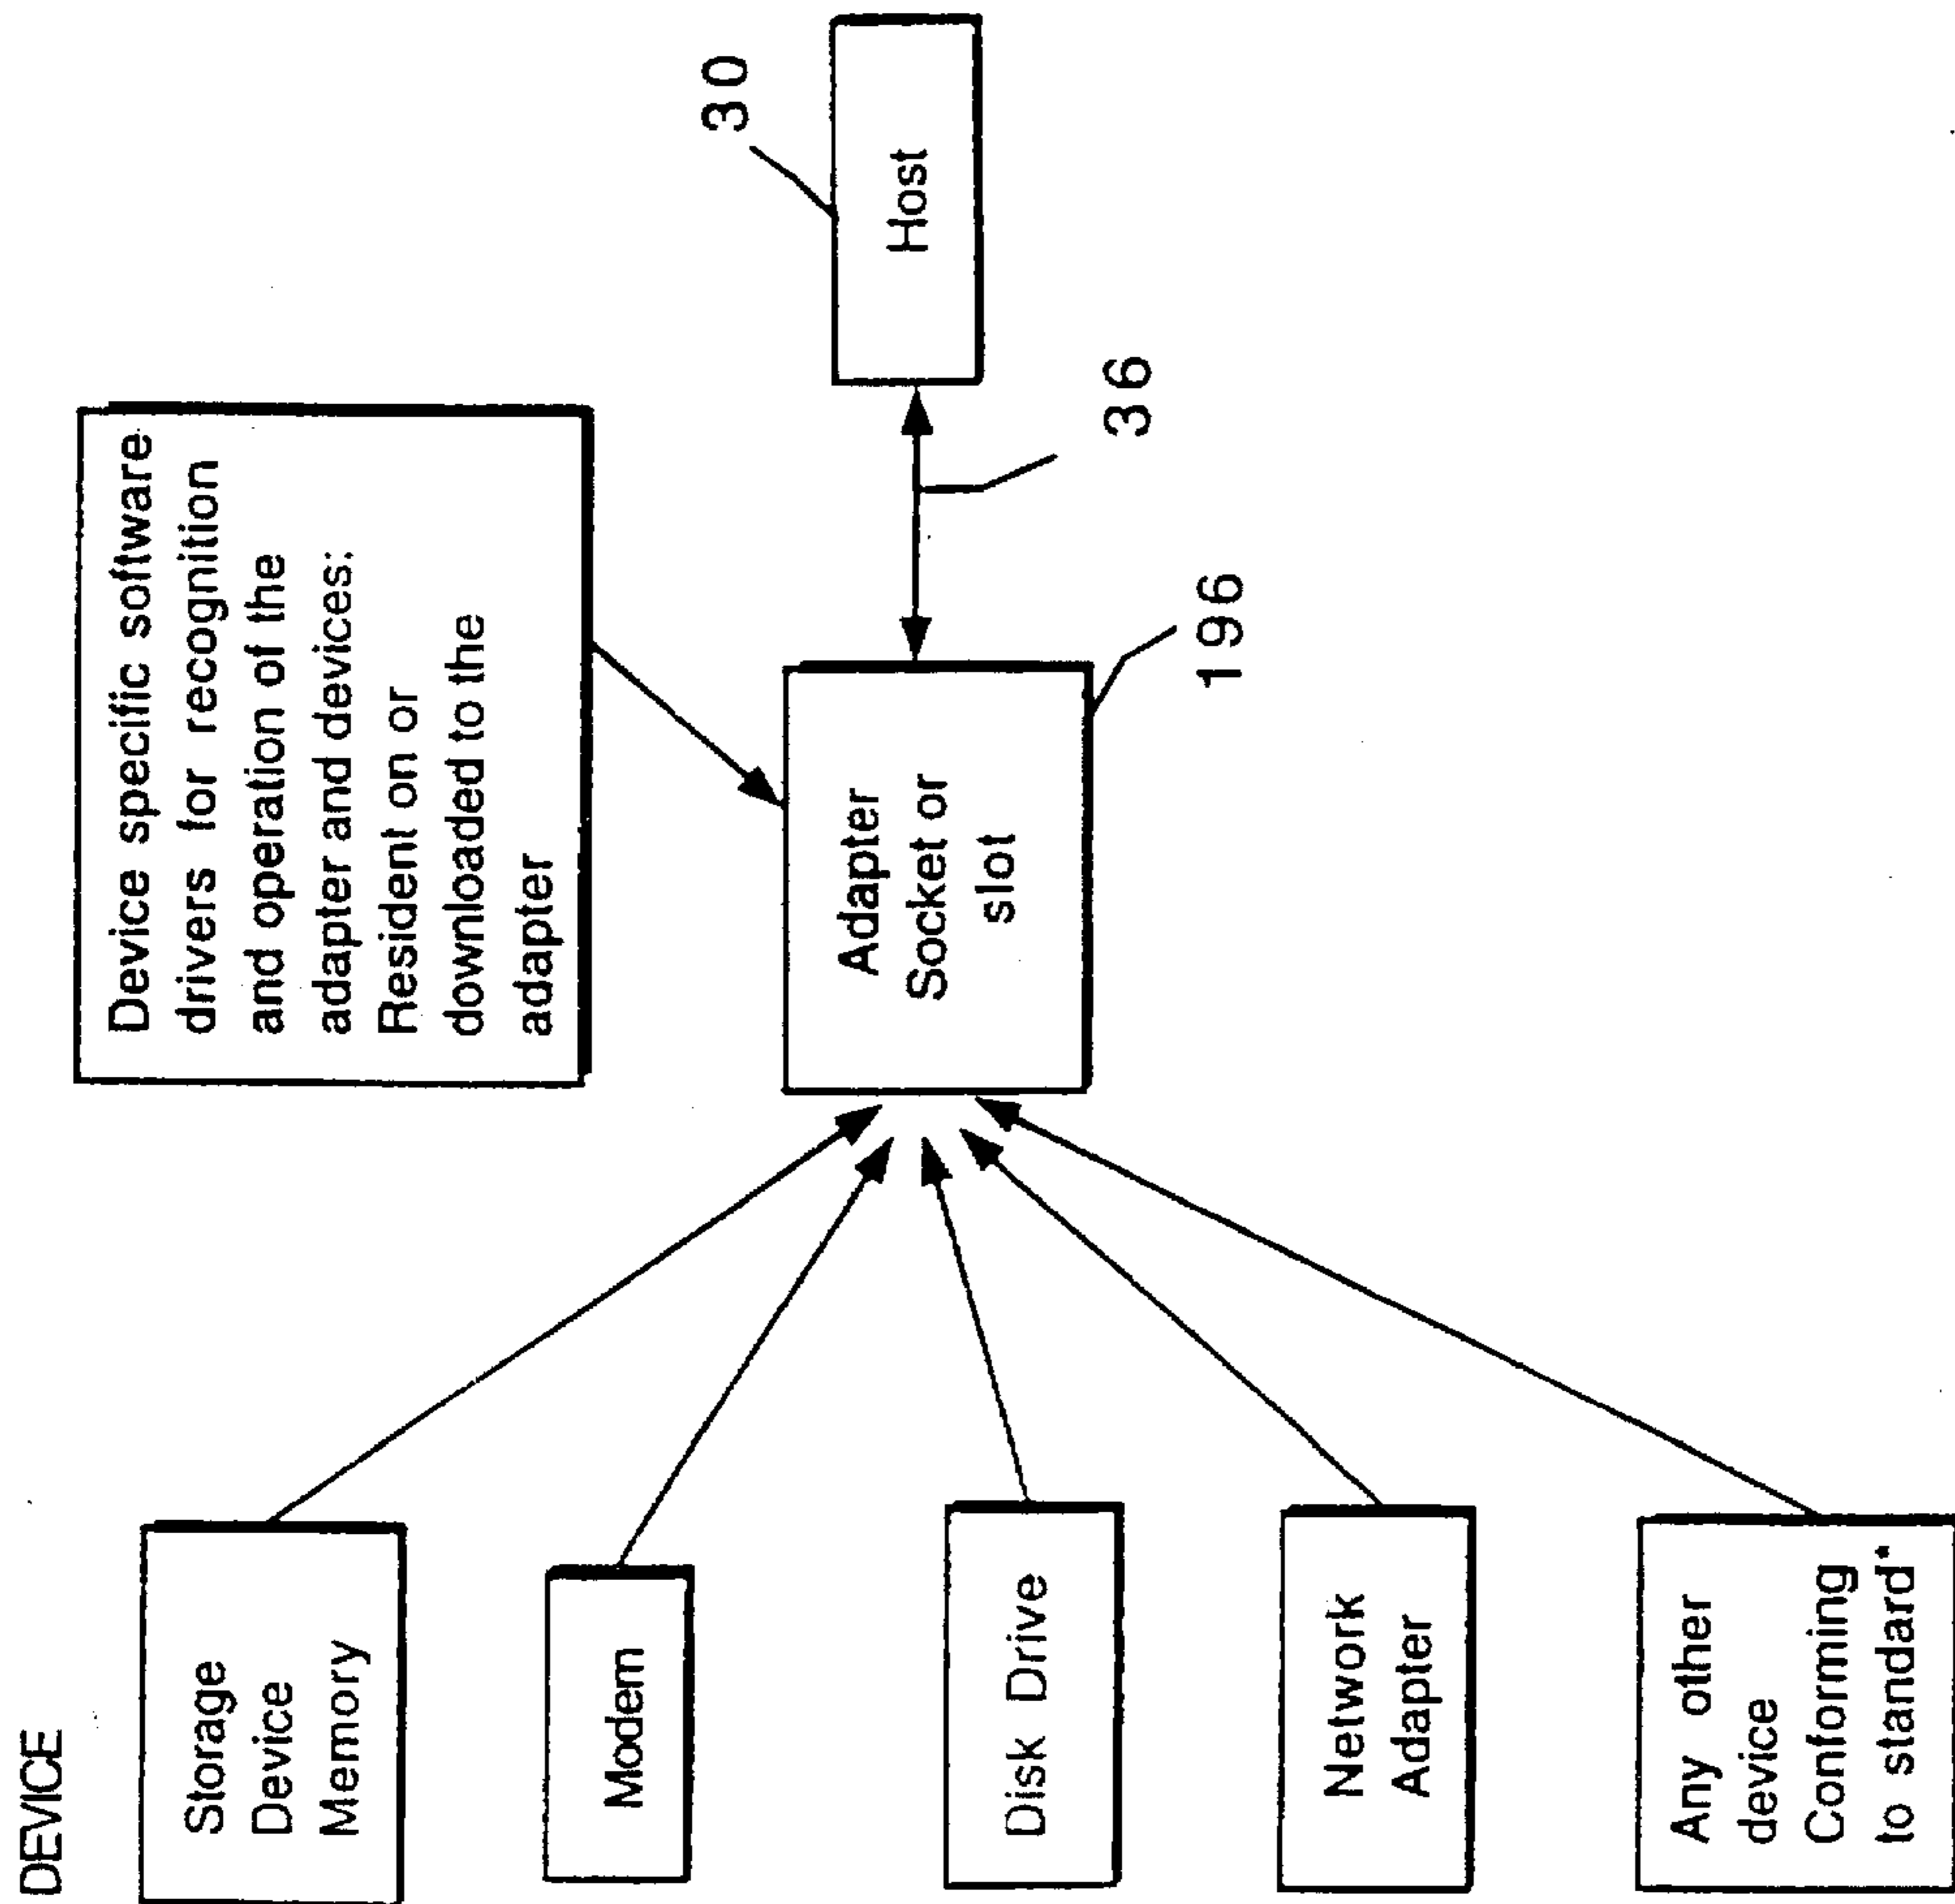 DEVICE
Storage
Device
Memory
Modem
Disk Drive
Network
Adapter
Any other
device
Conforming
to standard*
Device specific software
drivers for recognition
and operation of the
adapter and devices:
Resident on or
downloaded to the
adapter
Adapter
Socket or
slot
196
36
Host
30